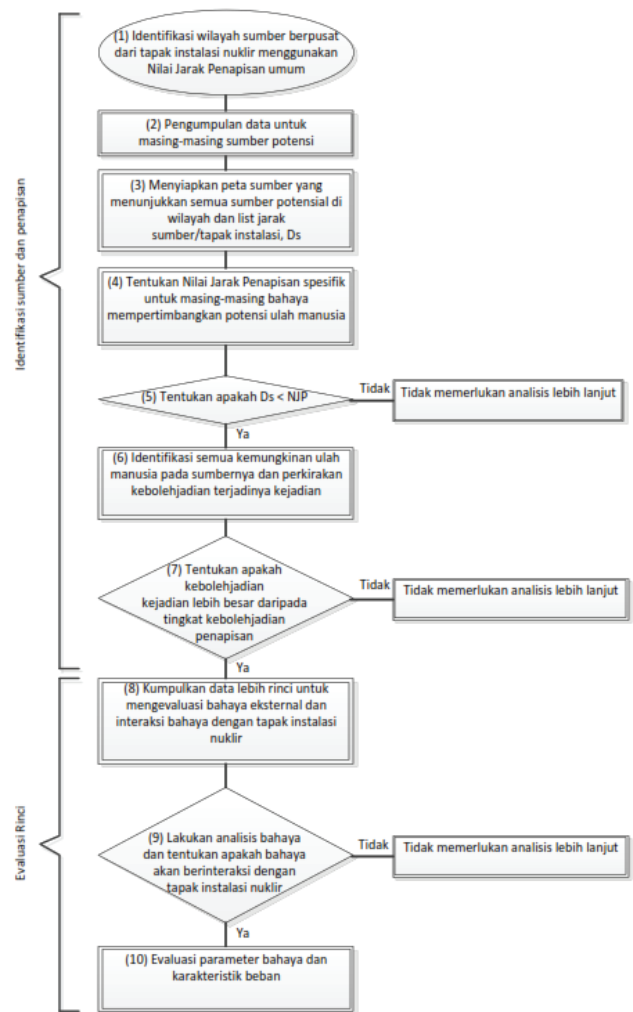 (1) Identifikasi wilayah sumber berpusat
dari tapak instalasi nuklir menggunakan
Nilai Jarak Penapisan umum
(2) Pengumpulan data untuk
masing-masing sumber potensi
(3) Menyiapkan peta sumber yang
menunjukkan semua sumber potensial di
wilayah dan list jarak
sumber/tapak instalasi, Ds
Identifikasi sumber dan penapisan
(4) Tentukan Nilai Jarak Penapisan spesifik
untuk masing-masing bahaya
mempertimbangkan potensi ulah manusia
(5) Tentukan apakah Ds < NJP
Tidak
Tidak memerlukan analisis lebih lanjut
Ya
(6) Identifikasi semua kemungkinan ulah
manusia pada sumbernya dan perkirakan
kebolehjadian terjadinya kejadian
(7) Tentukan apakah
kebolehjadian
kejadian lebih besar daripada
tingkat kebolehjadian
penapisan
Tidak
Tidak memerlukan analisis lebih lanjut
Ya
(8) Kumpulkan data lebih rinci untuk
mengevaluasi bahaya eksternal dan
interaksi bahaya dengan tapak instalasi
nuklir
Evaluasi Rinci
(9) Lakukan analisis bahaya
dan tentukan apakah bahaya
akan berinteraksi dengan
tapak instalasi nuklir
Tidak
Tidak memerlukan analisis lebih lanjut
Ya
(10) Evaluasi parameter bahaya dan
karakteristik beban